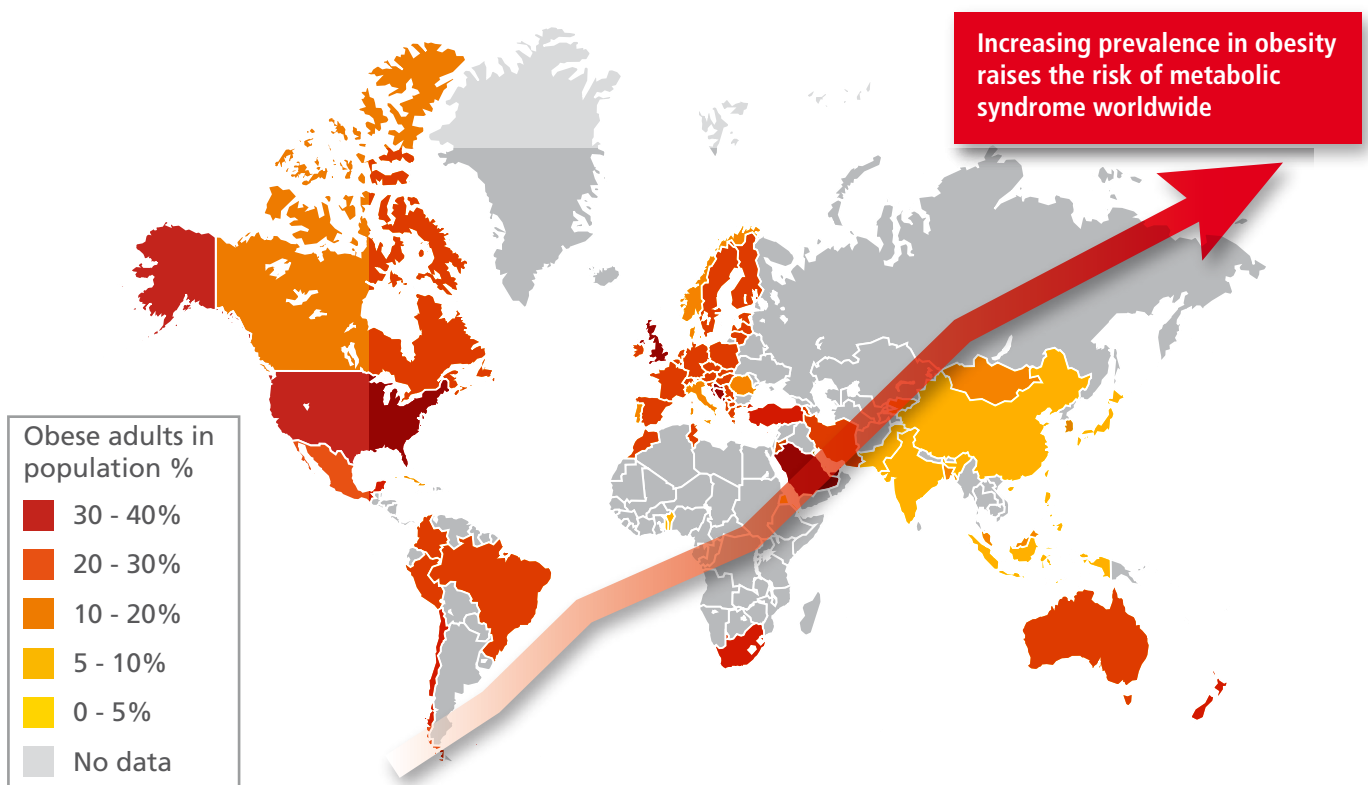 Increasing prevalence in obesity
raises the risk of metabolic
syndrome worldwide
Obese adults in
population %
30 - 40%
20 - 30%
10 - 20%
5 - 10%
0 - 5%
No data